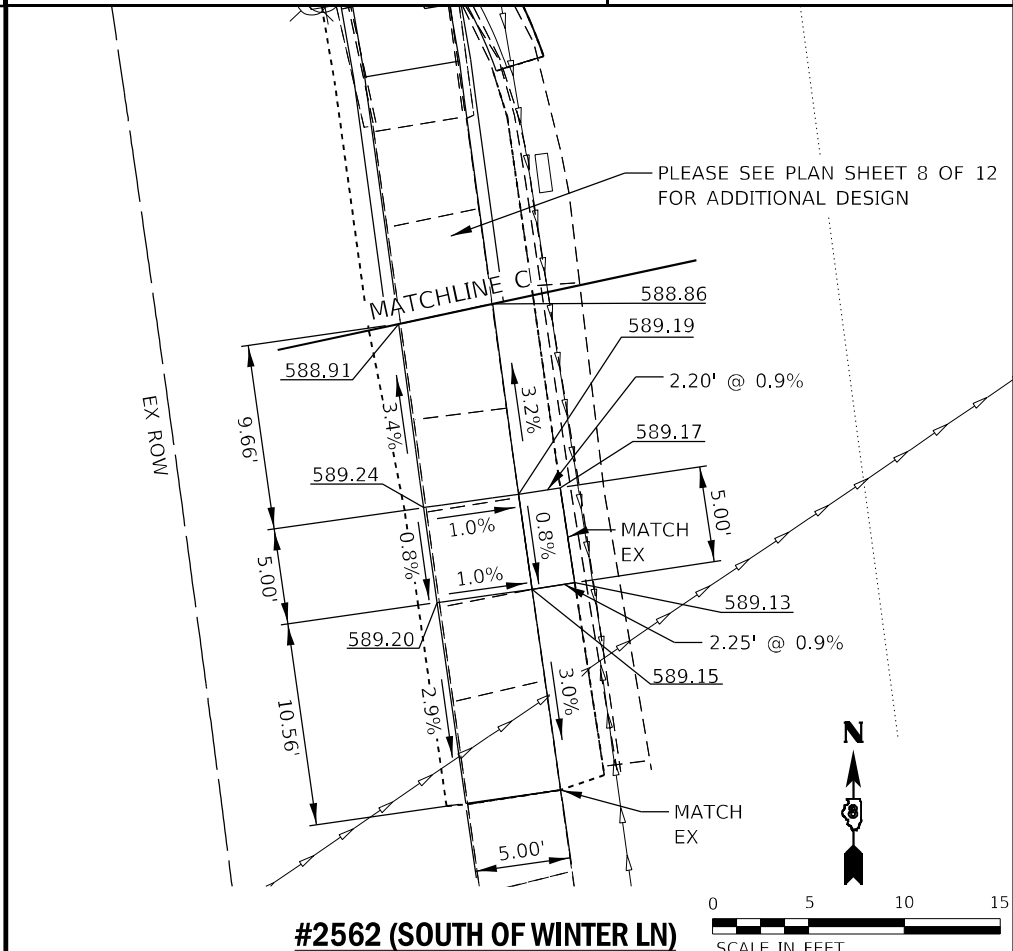 PLEASE SEE PLAN SHEET 8 OF 12
FOR ADDITIONAL DESIGN
MATCHLINE C
588.86
589.19
588.91
2.20' @ 0.9%
3.4%
3.2%
EX ROW
9.66'
589.17
589.24
1.0%
5.00'
0.8%
0.8%
MATCH
EX
5.00'
1.0%
589.13
589.20
2.25' @ 0.9%
589.15
10.56'
2.9%
3.0%
N
8
MATCH
EX
5.00'
#2562 (SOUTH OF WINTER LN)
0 5 10 15
SCALE IN FEET